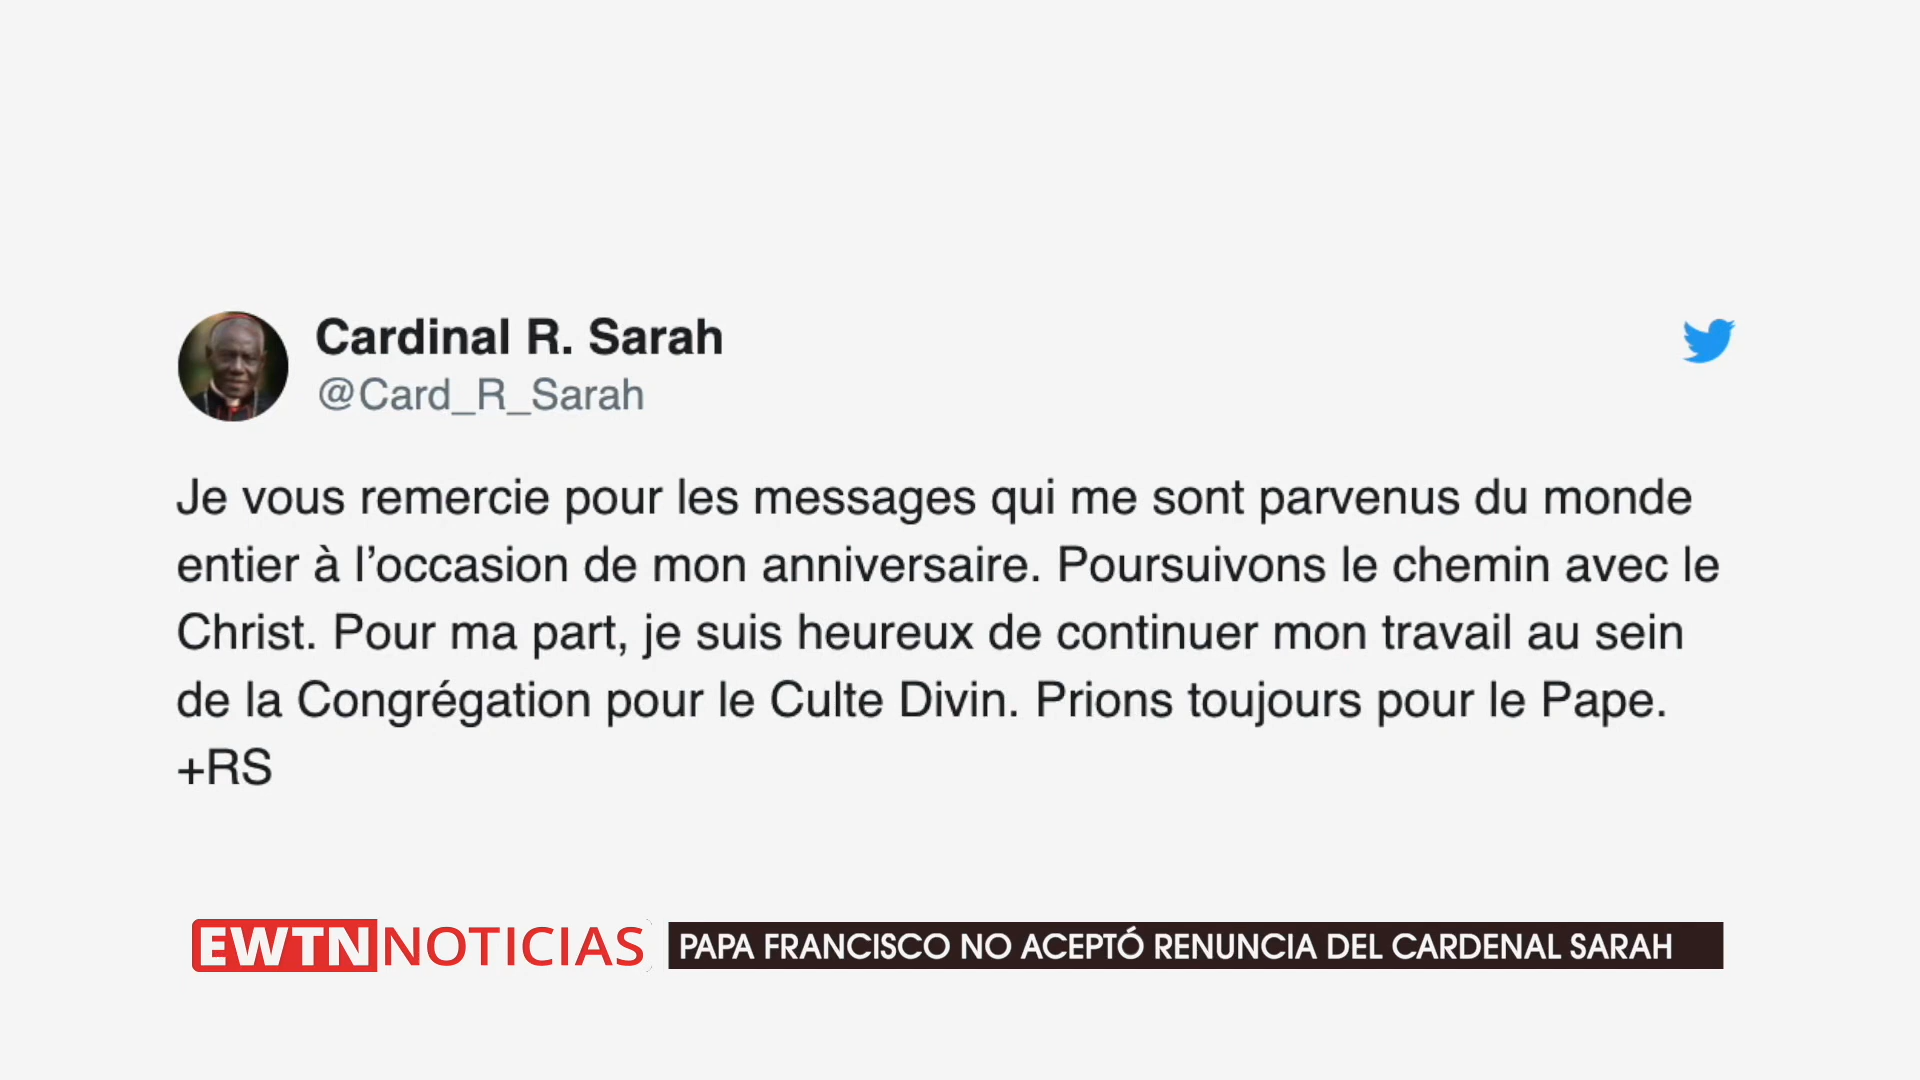 Cardinal R. Sarah
@Card_R_Sarah
Je vous remercie pour les messages qui me sont parvenus du monde
entier à l’occasion de mon anniversaire. Poursuivons le chemin avec le
Christ. Pour ma part, je suis heureux de continuer mon travail au sein
de la Congrégation pour le Culte Divin. Prions toujours pour le Pape.
+RS
EWTN NOTICIAS PAPA FRANCISCO NO ACEPTÓ RENUNCIA DEL CARDENAL SARAH